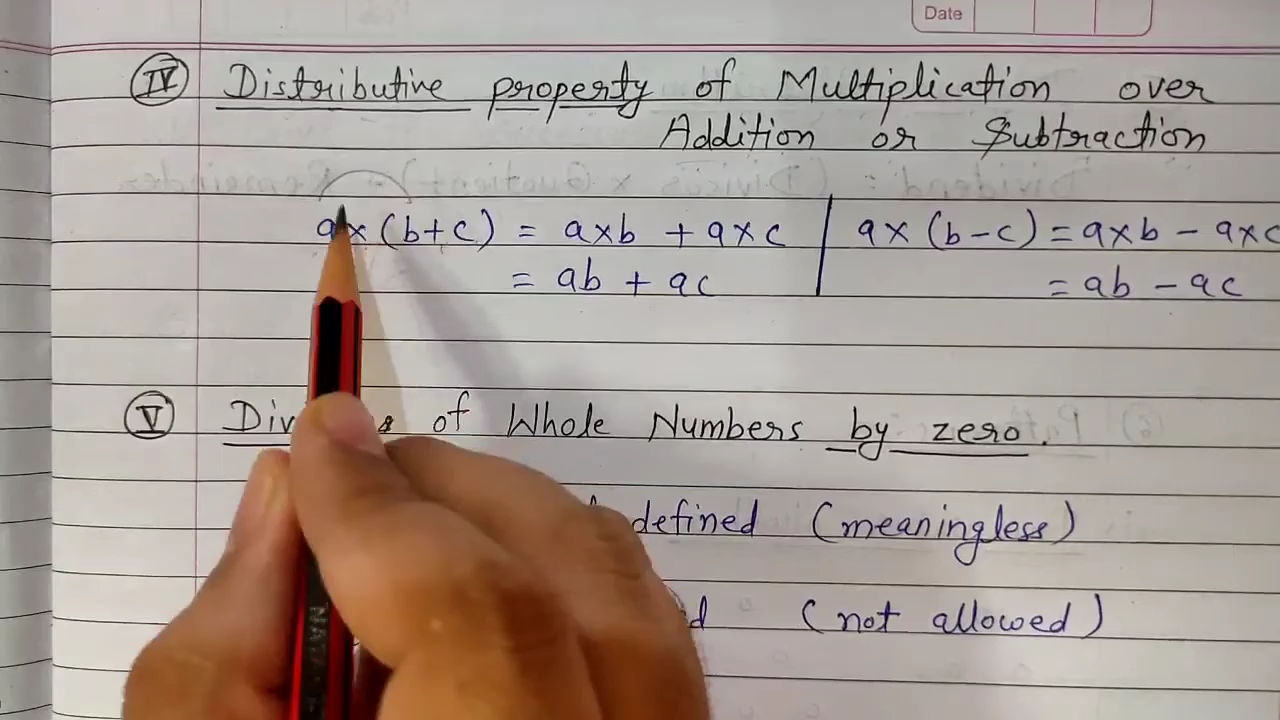 Date
IV Distributive property of Multiplication over
Addition or Subtraction
a×(b+c) = a×b + a×c | a×(b-c) = a×b - a×c
= ab + ac = ab - ac
V of Whole Numbers by zero.
defined (meaningless)
(not allowed)